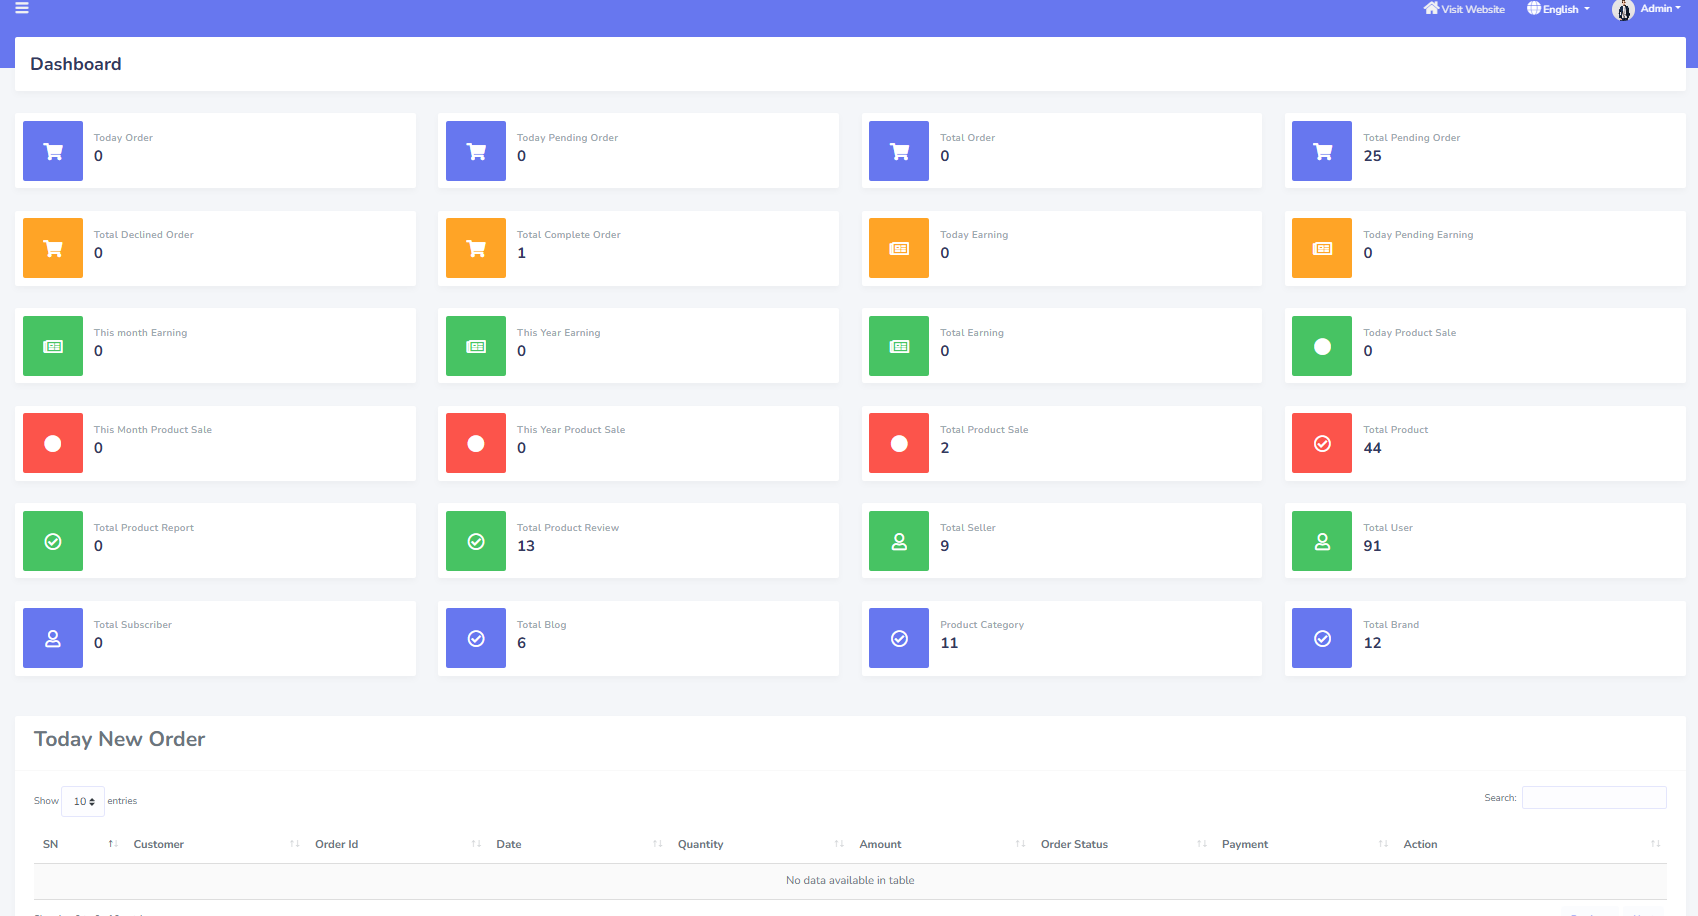 Visit Website English Admin
Dashboard
Today Order
0
Today Pending Order
0
Total Order
0
Total Pending Order
25
Total Declined Order
0
Total Complete Order
1
Today Earning
0
Today Pending Earning
0
This month Earning
0
This Year Earning
0
Total Earning
0
Today Product Sale
0
This Month Product Sale
0
This Year Product Sale
0
Total Product Sale
2
Total Product
44
Total Product Report
0
Total Product Review
13
Total Seller
9
Total User
91
Total Subscriber
0
Total Blog
6
Product Category
11
Total Brand
12
Today New Order
Show 10 entries
Search:
SN Customer Order Id Date Quantity Amount Order Status Payment Action
No data available in table